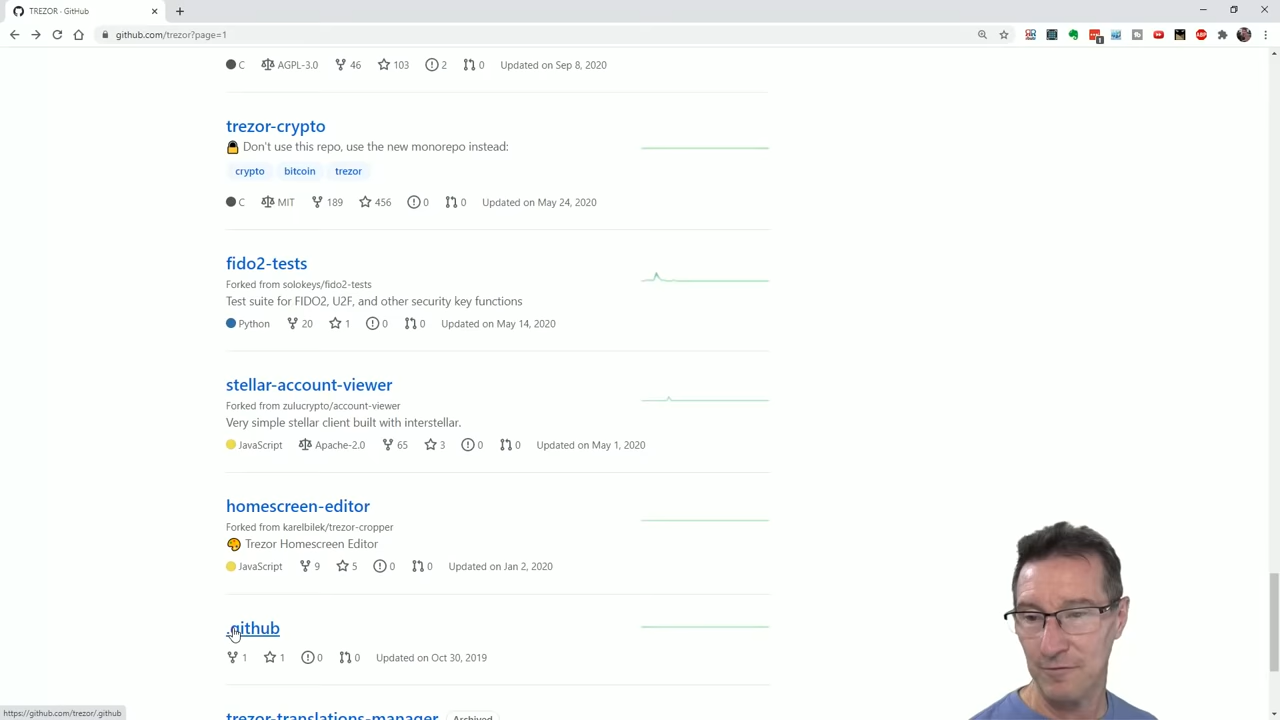 TREZOR · GitHub
github.com/trezor?page=1
1
C AGPL-3.0 46 103 2 0 Updated on Sep 8, 2020
trezor-crypto
Don't use this repo, use the new monorepo instead:
crypto bitcoin trezor
C MIT 189 456 0 0 Updated on May 24, 2020
fido2-tests
Forked from solokeys/fido2-tests
Test suite for FIDO2, U2F, and other security key functions
Python 20 1 0 0 Updated on May 14, 2020
stellar-account-viewer
Forked from zulucrypto/account-viewer
Very simple stellar client built with interstellar.
JavaScript Apache-2.0 65 3 0 0 Updated on May 1, 2020
homescreen-editor
Forked from karelbilek/trezor-cropper
Trezor Homescreen Editor
JavaScript 9 5 0 0 Updated on Jan 2, 2020
.github
1 1 0 0 Updated on Oct 30, 2019
trezor-translations-manager Archived
https://github.com/trezor/.github